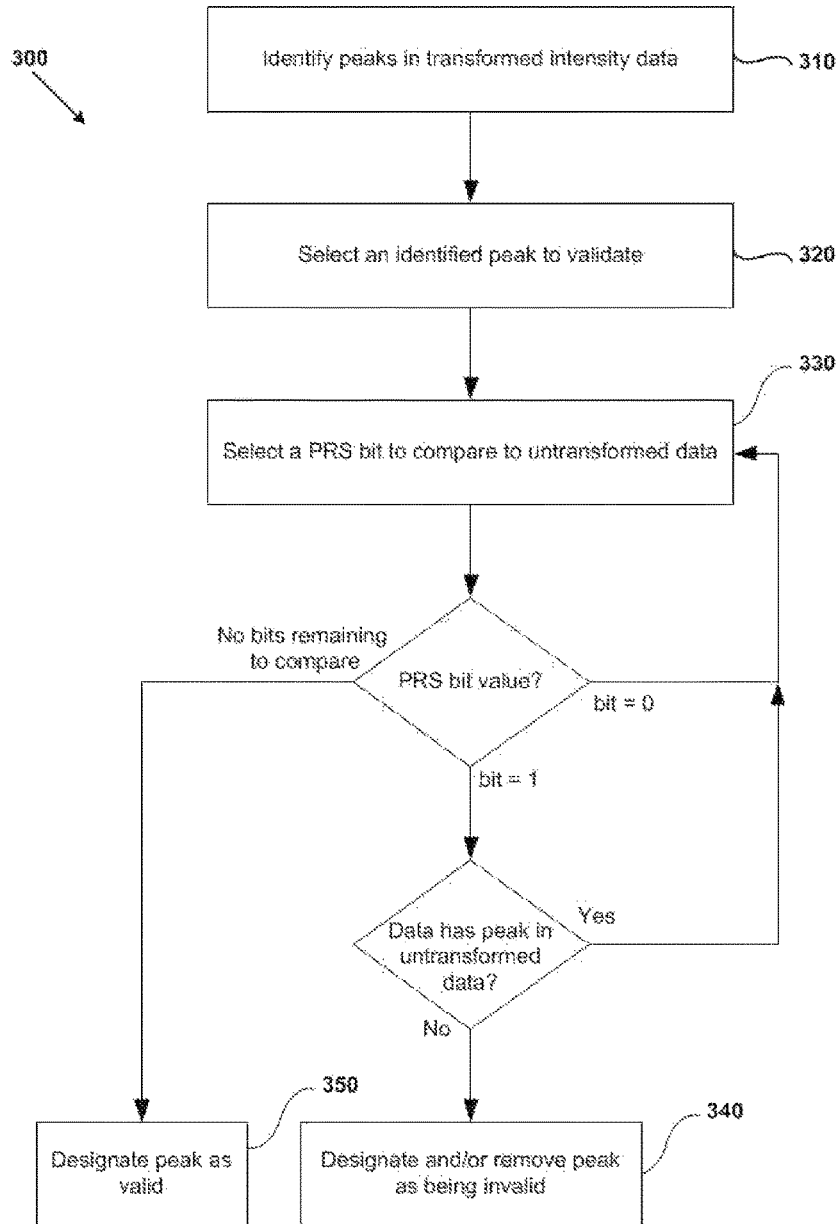 300
Identify peaks in transformed intensity data
310
Select an identified peak to validate
320
330
Select a PRS bit to compare to untransformed data
No bits remaining
to compare
PRS bit value?
bit = 0
bit = 1
Data has peak in
untransformed
data?
Yes
No
350
340
Designate peak as
valid
Designate and/or remove peak
as being invalid